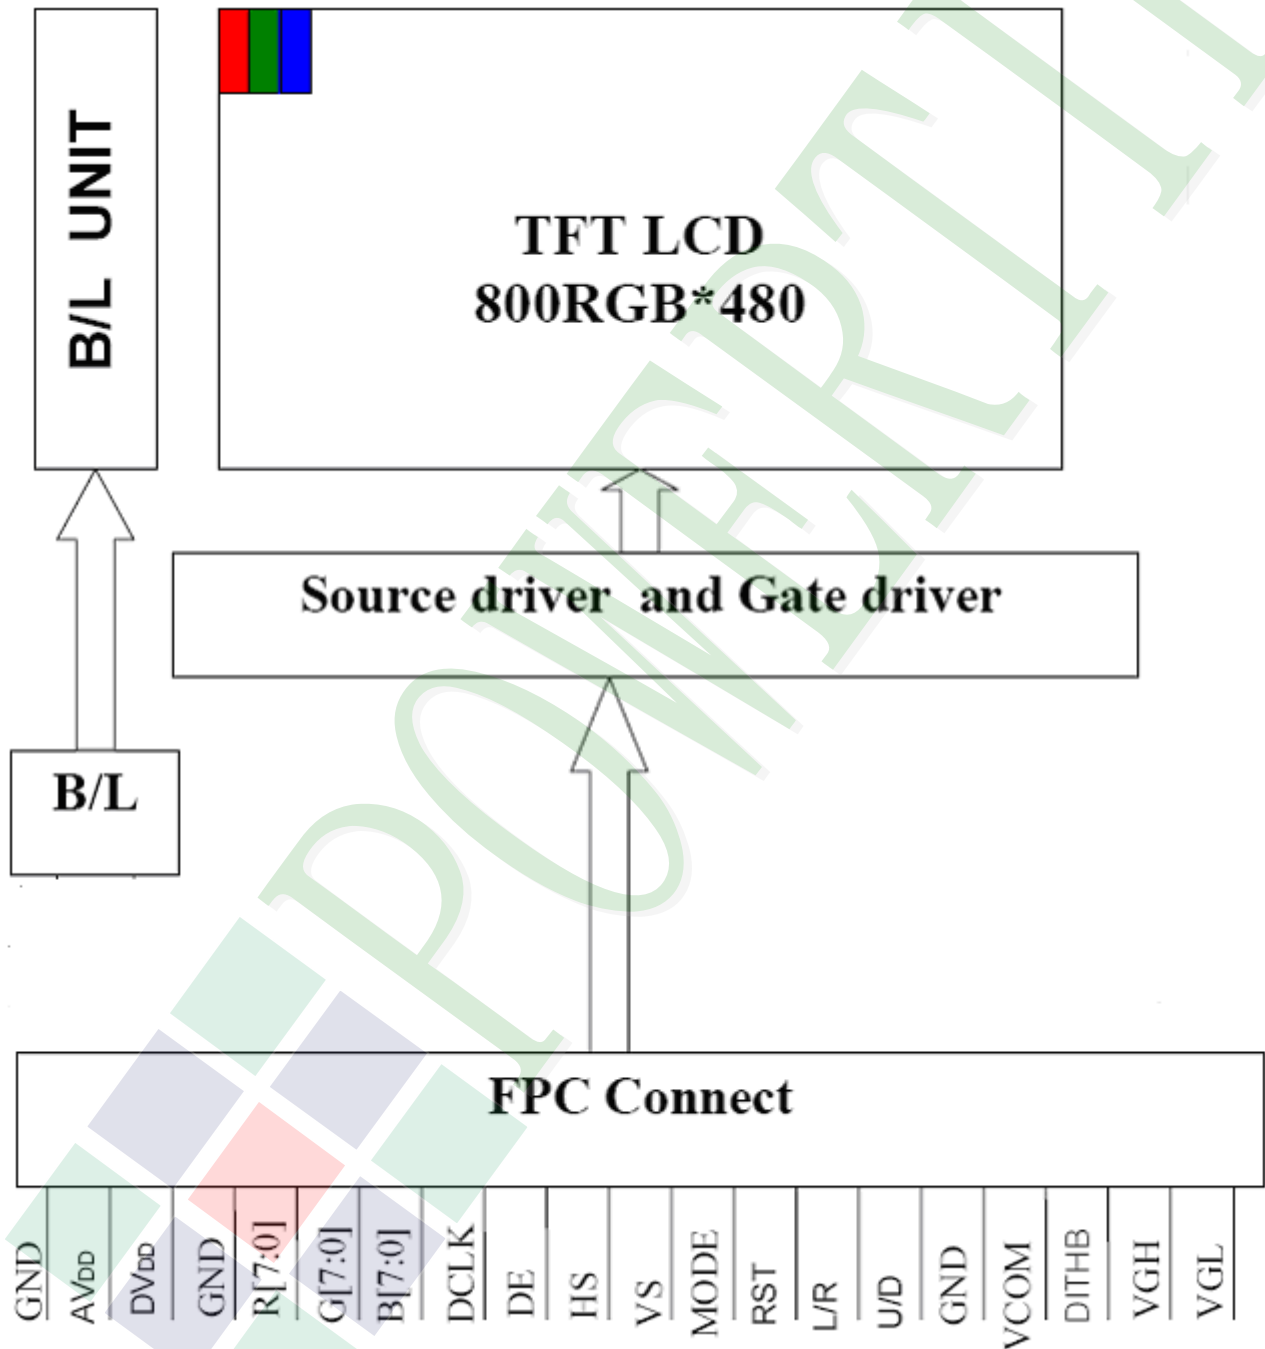 B/L UNIT
TFT LCD
800RGB*480
Source driver and Gate driver
B/L
FPC Connect
GND
AVDD
DVDD
GND
R[7:0]
G[7:0]
B[7:0]
DCLK
DE
HS
VS
MODE
RST
L/R
U/D
GND
VCOM
DITHB
VGH
VGL
POWERTI